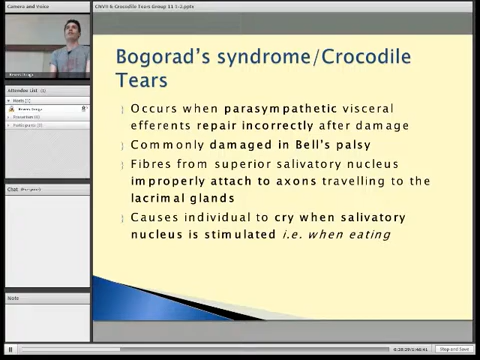 CNVII & Crocodile Tears Group 11 1-2.pptx
Camera and Voice
Attendee List
Chat
Note
Bogorad's syndrome/Crocodile
Tears
Occurs when parasympathetic visceral
efferents repair incorrectly after damage
Commonly damaged in Bell's palsy
Fibres from superior salivatory nucleus
improperly attach to axons travelling to the
lacrimal glands
Causes individual to cry when salivatory
nucleus is stimulated i.e. when eating
Stop and Save